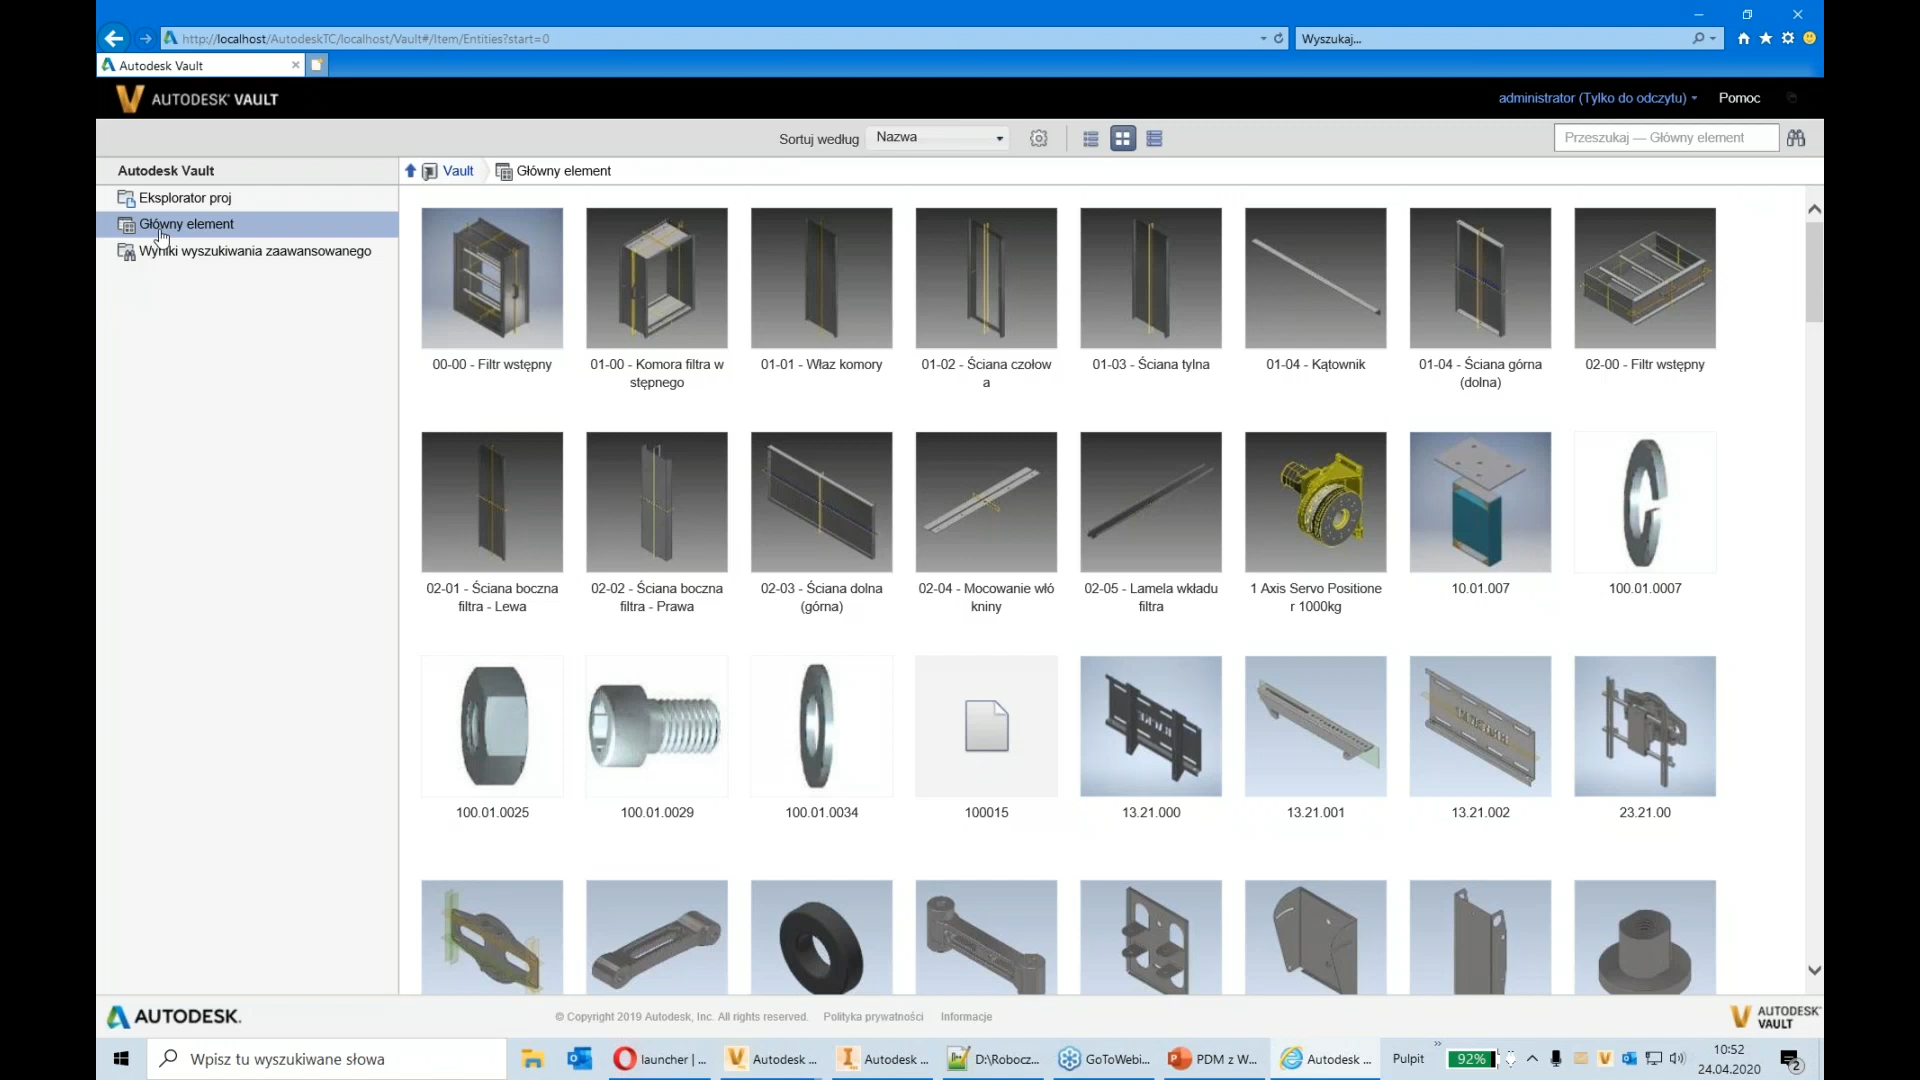 http://localhost/AutodeskTC/localhost/Vault#/Item/Entities?start=0
Wyszukaj...
Autodesk Vault
AUTODESK® VAULT
administrator (Tylko do odczytu)
Pomoc
Sortuj według
Nazwa
Przeszukaj — Główny element
Autodesk Vault
Vault
Główny element
Eksplorator proj
Główny element
Wyniki wyszukiwania zaawansowanego
00-00 - Filtr wstępny
01-00 - Komora filtra w
stępnego
01-01 - Właz komory
01-02 - Ściana czołow
a
01-03 - Ściana tylna
01-04 - Kątownik
01-04 - Ściana górna
(dolna)
02-00 - Filtr wstępny
02-01 - Ściana boczna
filtra - Lewa
02-02 - Ściana boczna
filtra - Prawa
02-03 - Ściana dolna
(górna)
02-04 - Mocowanie włó
kniny
02-05 - Lamela wkładu
filtra
1 Axis Servo Positione
r 1000kg
10.01.007
100.01.0007
100.01.0025
100.01.0029
100.01.0034
100015
13.21.000
13.21.001
13.21.002
23.21.00
AUTODESK.
© Copyright 2019 Autodesk, Inc. All rights reserved.
Polityka prywatności
Informacje
AUTODESK®
VAULT
Wpisz tu wyszukiwane słowa
launcher | ...
Autodesk ...
Autodesk ...
D:\Robocz...
GoToWebi...
PDM z W...
Autodesk ...
Pulpit
92%
10:52
24.04.2020
2